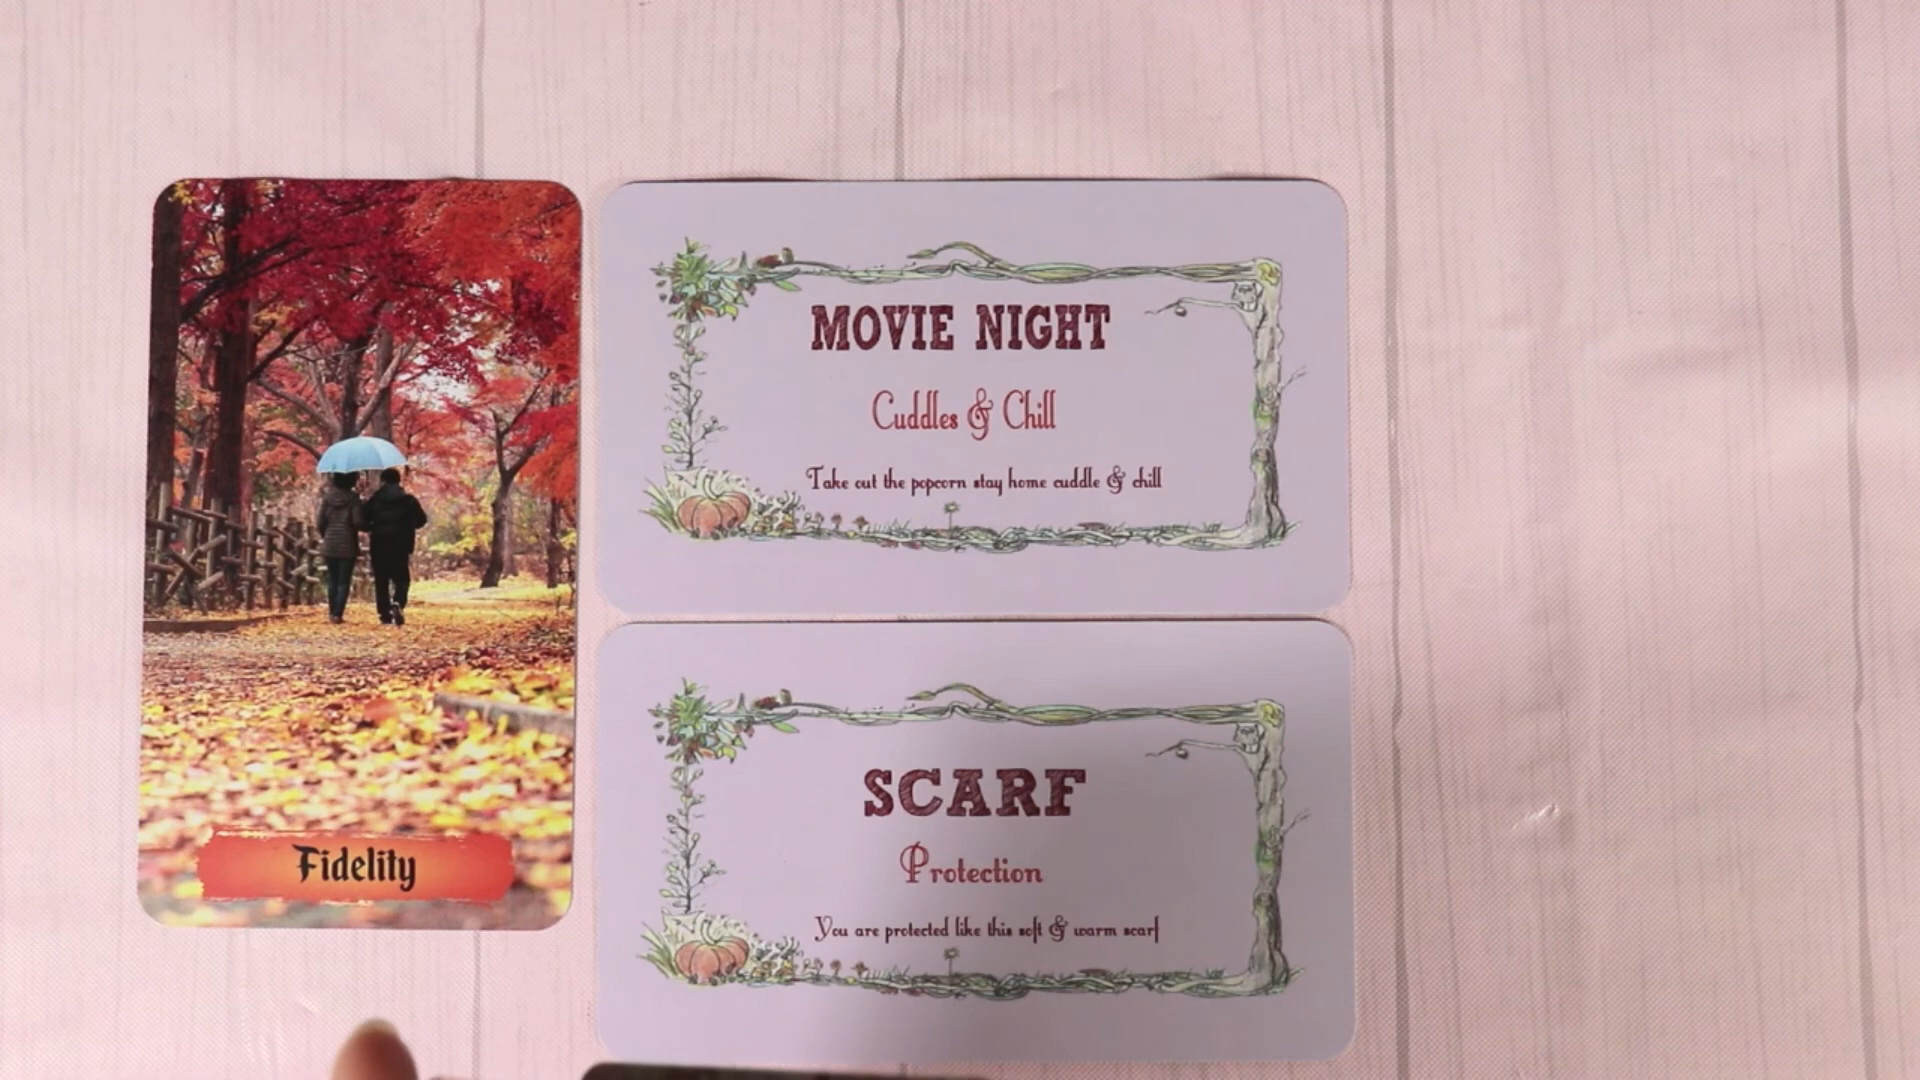 Fidelity
MOVIE NIGHT
Cuddles & Chill
Take out the popcorn stay home cuddle & chill
SCARF
Protection
You are protected like this soft & warm scarf